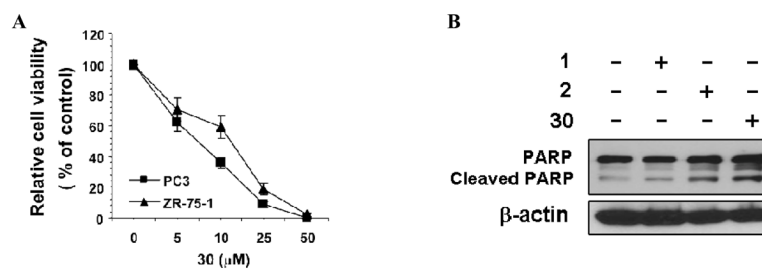 A
Relative cell viability
( % of control)
120
100
80
60
40
20
0
PC3
ZR-75-1
0 5 10 25 50
30 (μM)
B
1 - + - -
2 - - + -
30 - - - +
PARP
Cleaved PARP
β-actin